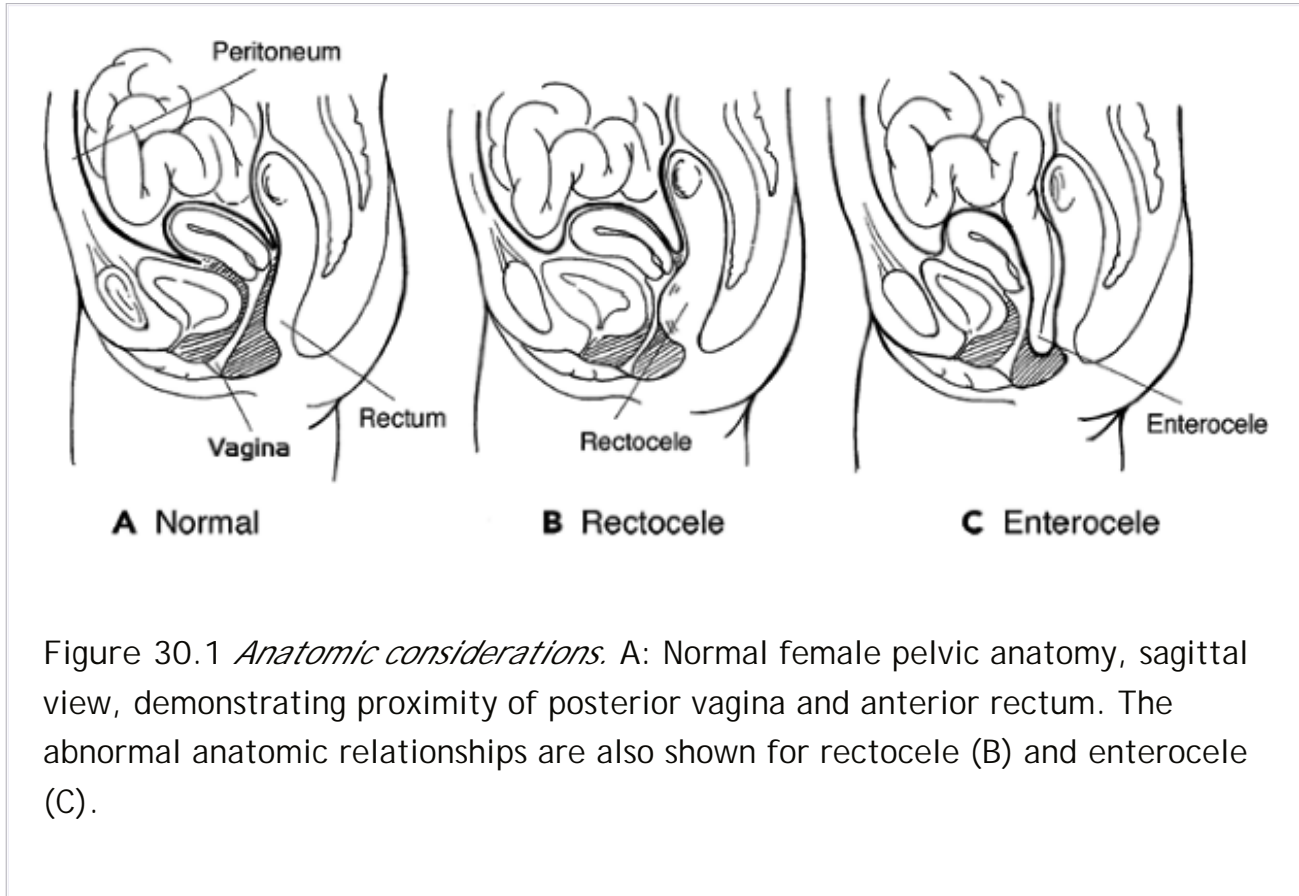 Peritoneum
Rectum
Vagina
Rectocele
Enterocele
A Normal
B Rectocele
C Enterocele
Figure 30.1 Anatomic considerations. A: Normal female pelvic anatomy, sagittal
view, demonstrating proximity of posterior vagina and anterior rectum. The
abnormal anatomic relationships are also shown for rectocele (B) and enterocele
(C).